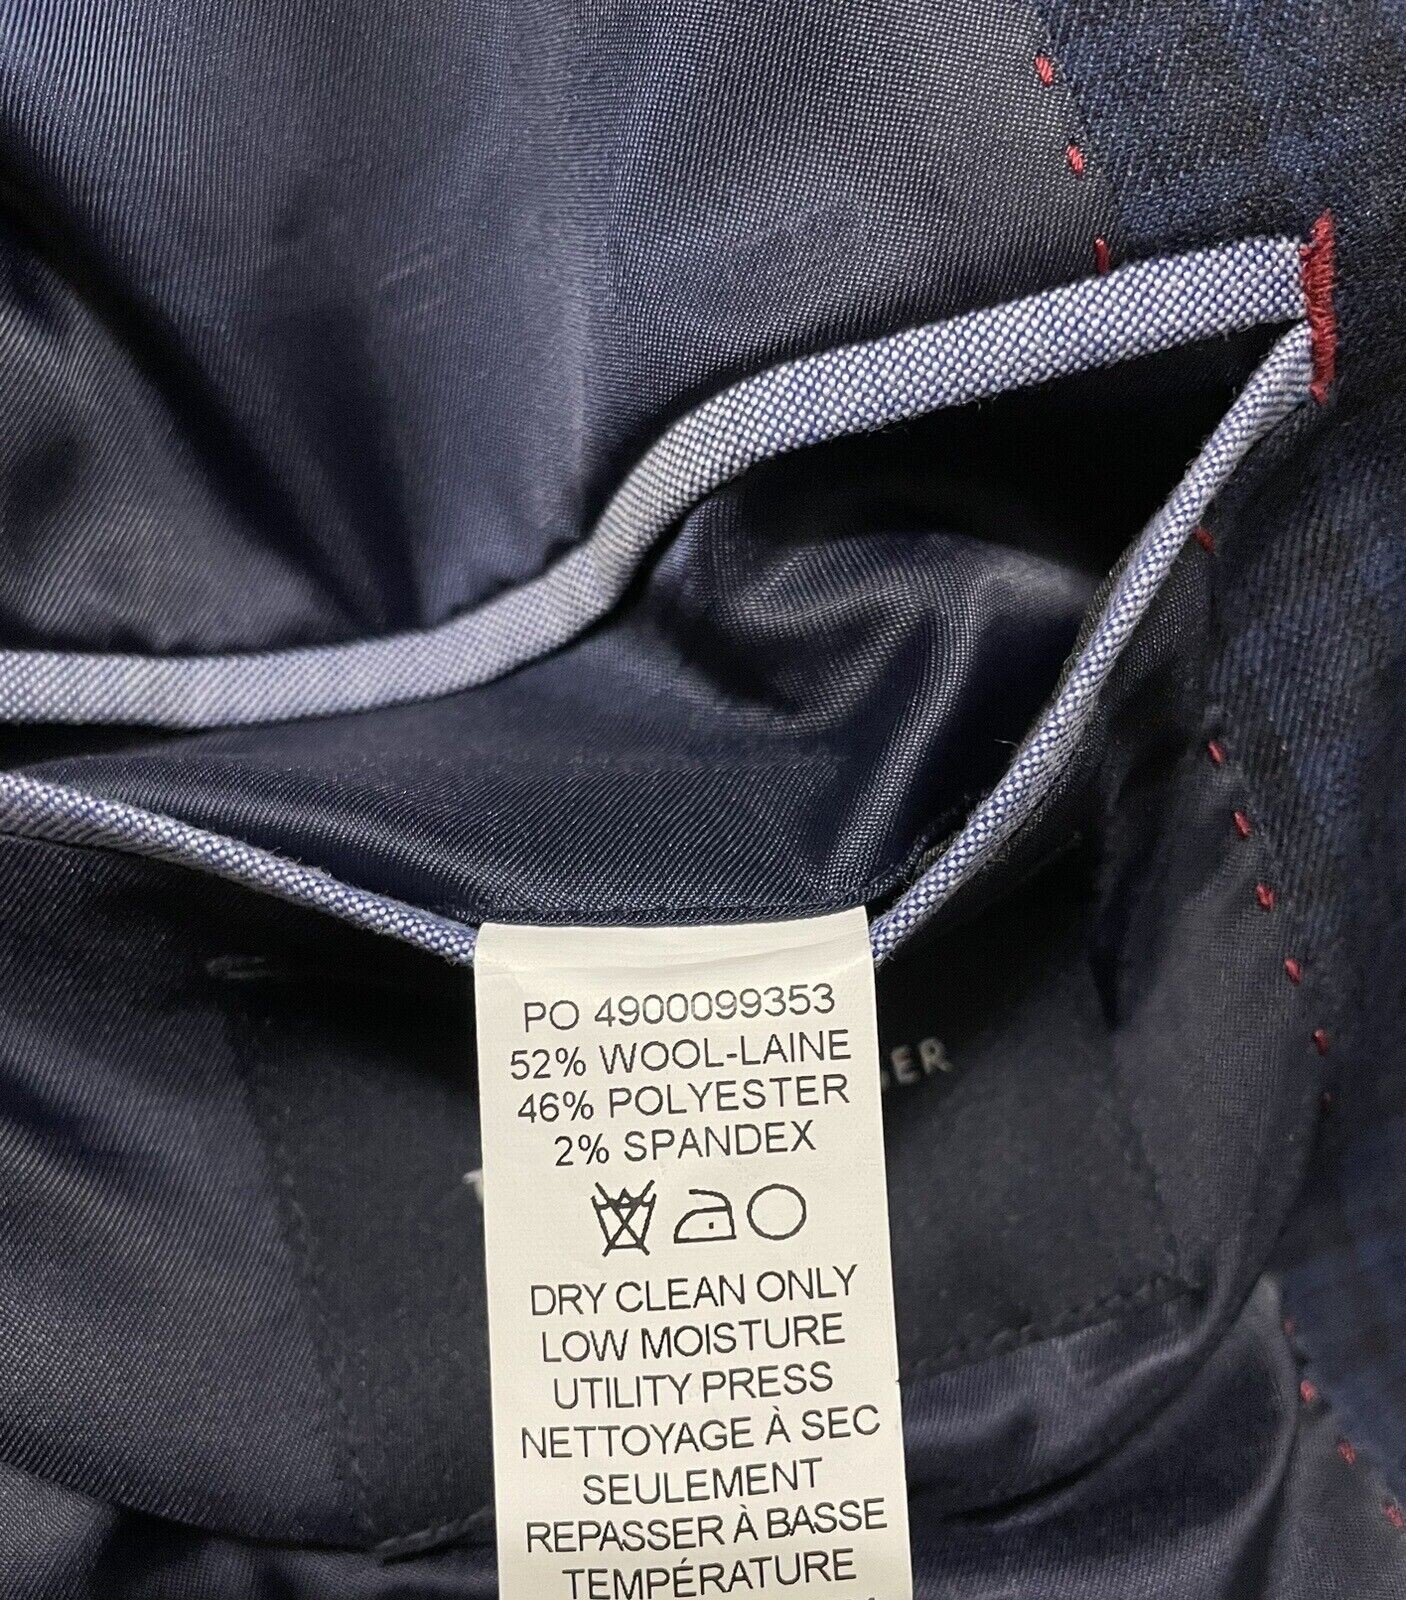 PO 4900099353
52% WOOL-LAINE
46% POLYESTER
2% SPANDEX
DRY CLEAN ONLY
LOW MOISTURE
UTILITY PRESS
NETTOYAGE À SEC
SEULEMENT
REPASSER À BASSE
TEMPÉRATURE